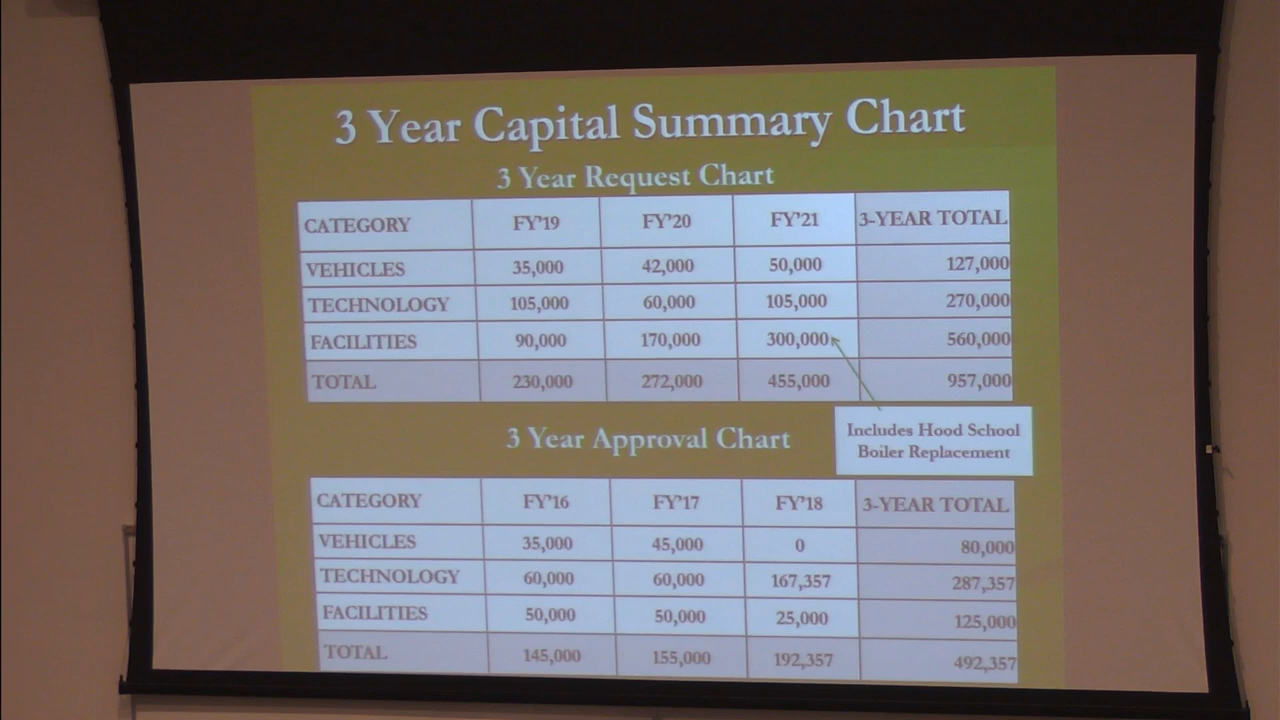 3 Year Capital Summary Chart
3 Year Request Chart
CATEGORY FY'19 FY'20 FY'21 3-YEAR TOTAL
VEHICLES 35,000 42,000 50,000 127,000
TECHNOLOGY 105,000 60,000 105,000 270,000
FACILITIES 90,000 170,000 300,000 560,000
TOTAL 230,000 272,000 455,000 957,000
Includes Hood School
Boiler Replacement
3 Year Approval Chart
CATEGORY FY'16 FY'17 FY'18 3-YEAR TOTAL
VEHICLES 35,000 45,000 0 80,000
TECHNOLOGY 60,000 60,000 167,357 287,357
FACILITIES 50,000 50,000 25,000 125,000
TOTAL 145,000 155,000 192,357 492,357